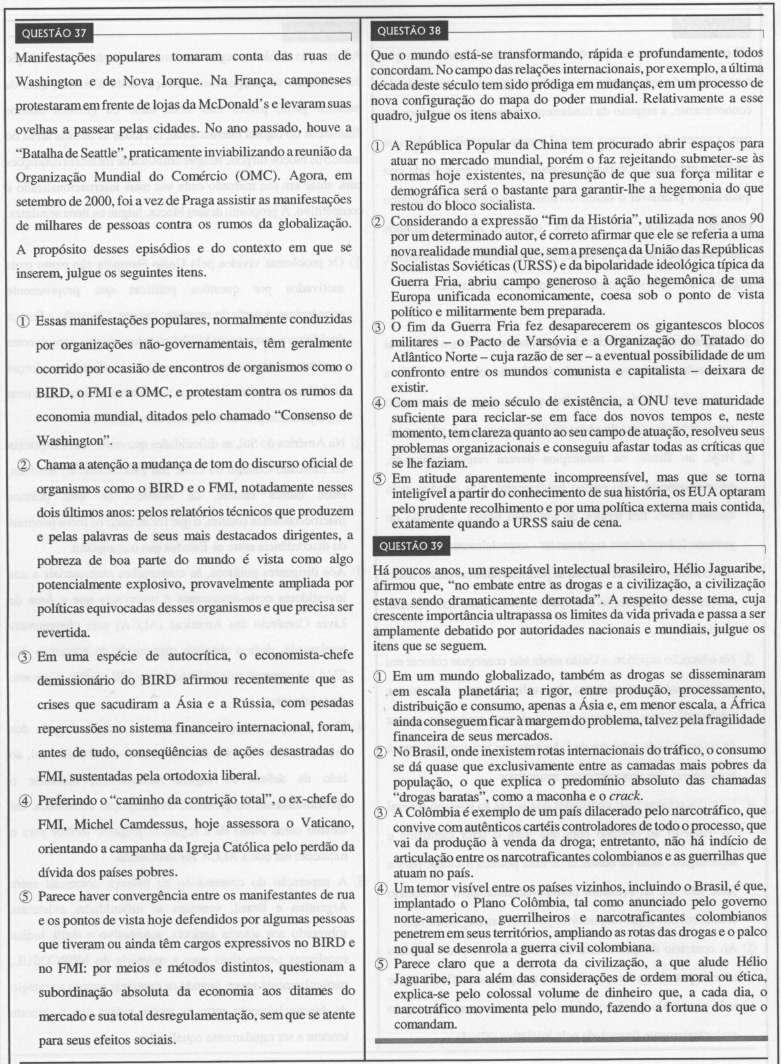 QUESTÃO 37
Manifestações populares tomaram conta das ruas de
Washington e de Nova Iorque. Na França, camponeses
protestaram em frente de lojas da McDonald's e levaram suas
ovelhas a passear pelas cidades. No ano passado, houve a
“Batalha de Seattle”, praticamente inviabilizando a reunião da
Organização Mundial do Comércio (OMC). Agora, em
setembro de 2000, foi a vez de Praga assistir as manifestações
de milhares de pessoas contra os rumos da globalização.
A propósito desses episódios e do contexto em que se
inserem, julgue os seguintes itens.
① Essas manifestações populares, normalmente conduzidas
por organizações não-governamentais, têm geralmente
ocorrido por ocasião de encontros de organismos como o
BIRD, o FMI e a OMC, e protestam contra os rumos da
economia mundial, ditados pelo chamado “Consenso de
Washington”.
② Chama a atenção a mudança de tom do discurso oficial de
organismos como o BIRD e o FMI, notadamente nesses
dois últimos anos: pelos relatórios técnicos que produzem
e pelas palavras de seus mais destacados dirigentes, a
pobreza de boa parte do mundo é vista como algo
potencialmente explosivo, provavelmente ampliada por
políticas equivocadas desses organismos e que precisa ser
revertida.
③ Em uma espécie de autocrítica, o economista-chefe
demissionário do BIRD afirmou recentemente que as
crises que sacudiram a Ásia e a Rússia, com pesadas
repercussões no sistema financeiro internacional, foram,
antes de tudo, conseqüências de ações desastradas do
FMI, sustentadas pela ortodoxia liberal.
④ Preferindo o “caminho da contrição total”, o ex-chefe do
FMI, Michel Camdessus, hoje assessora o Vaticano,
orientando a campanha da Igreja Católica pelo perdão da
dívida dos países pobres.
⑤ Parece haver convergência entre os manifestantes de rua
e os pontos de vista hoje defendidos por algumas pessoas
que tiveram ou ainda têm cargos expressivos no BIRD e
no FMI: por meios e métodos distintos, questionam a
subordinação absoluta da economia aos ditames do
mercado e sua total desregulamentação, sem que se atente
para seus efeitos sociais.
QUESTÃO 38
Que o mundo está-se transformando, rápida e profundamente, todos
concordam. No campo das relações internacionais, por exemplo, a última
década deste século tem sido pródiga em mudanças, em um processo de
nova configuração do mapa do poder mundial. Relativamente a esse
quadro, julgue os itens abaixo.
① A República Popular da China tem procurado abrir espaços para
atuar no mercado mundial, porém o faz rejeitando submeter-se às
normas hoje existentes, na presunção de que sua força militar e
demográfica será o bastante para garantir-lhe a hegemonia do que
restou do bloco socialista.
② Considerando a expressão “fim da História”, utilizada nos anos 90
por um determinado autor, é correto afirmar que ele se referia a uma
nova realidade mundial que, sem a presença da União das Repúblicas
Socialistas Soviéticas (URSS) e da bipolaridade ideológica típica da
Guerra Fria, abriu campo generoso à ação hegemônica de uma
Europa unificada economicamente, coesa sob o ponto de vista
político e militarmente bem preparada.
③ O fim da Guerra Fria fez desaparecerem os gigantescos blocos
militares – o Pacto de Varsóvia e a Organização do Tratado do
Atlântico Norte – cuja razão de ser – a eventual possibilidade de um
confronto entre os mundos comunista e capitalista – deixara de
existir.
④ Com mais de meio século de existência, a ONU teve maturidade
suficiente para reciclar-se em face dos novos tempos e, neste
momento, tem clareza quanto ao seu campo de atuação, resolveu seus
problemas organizacionais e conseguiu afastar todas as críticas que
se lhe faziam.
⑤ Em atitude aparentemente incompreensível, mas que se torna
inteligível a partir do conhecimento de sua história, os EUA optaram
pelo prudente recolhimento e por uma política externa mais contida,
exatamente quando a URSS saiu de cena.
QUESTÃO 39
Há poucos anos, um respeitável intelectual brasileiro, Hélio Jaguaribe,
afirmou que, “no embate entre as drogas e a civilização, a civilização
estava sendo dramaticamente derrotada”. A respeito desse tema, cuja
crescente importância ultrapassa os limites da vida privada e passa a ser
amplamente debatido por autoridades nacionais e mundiais, julgue os
itens que se seguem.
① Em um mundo globalizado, também as drogas se disseminaram
em escala planetária; a rigor, entre produção, processamento,
distribuição e consumo, apenas a Ásia e, em menor escala, a África
ainda conseguem ficar à margem do problema, talvez pela fragilidade
financeira de seus mercados.
② No Brasil, onde inexistem rotas internacionais do tráfico, o consumo
se dá quase que exclusivamente entre as camadas mais pobres da
população, o que explica o predomínio absoluto das chamadas
“drogas baratas”, como a maconha e o crack.
③ A Colômbia é exemplo de um país dilacerado pelo narcotráfico, que
convive com autênticos cartéis controladores de todo o processo, que
vai da produção à venda da droga; entretanto, não há indício de
articulação entre os narcotraficantes colombianos e as guerrilhas que
atuam no país.
④ Um temor visível entre os países vizinhos, incluindo o Brasil, é que,
implantado o Plano Colômbia, tal como anunciado pelo governo
norte-americano, guerrilheiros e narcotraficantes colombianos
penetrem em seus territórios, ampliando as rotas das drogas e o palco
no qual se desenrola a guerra civil colombiana.
⑤ Parece claro que a derrota da civilização, a que alude Hélio
Jaguaribe, para além das considerações de ordem moral ou ética,
explica-se pelo colossal volume de dinheiro que, a cada dia, o
narcotráfico movimenta pelo mundo, fazendo a fortuna dos que o
comandam.